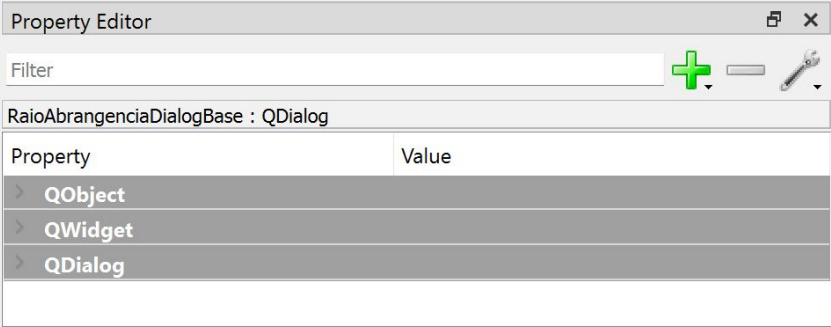 Property Editor
Filter
RaioAbrangenciaDialogBase : QDialog
Property Value
QObject
QWidget
QDialog